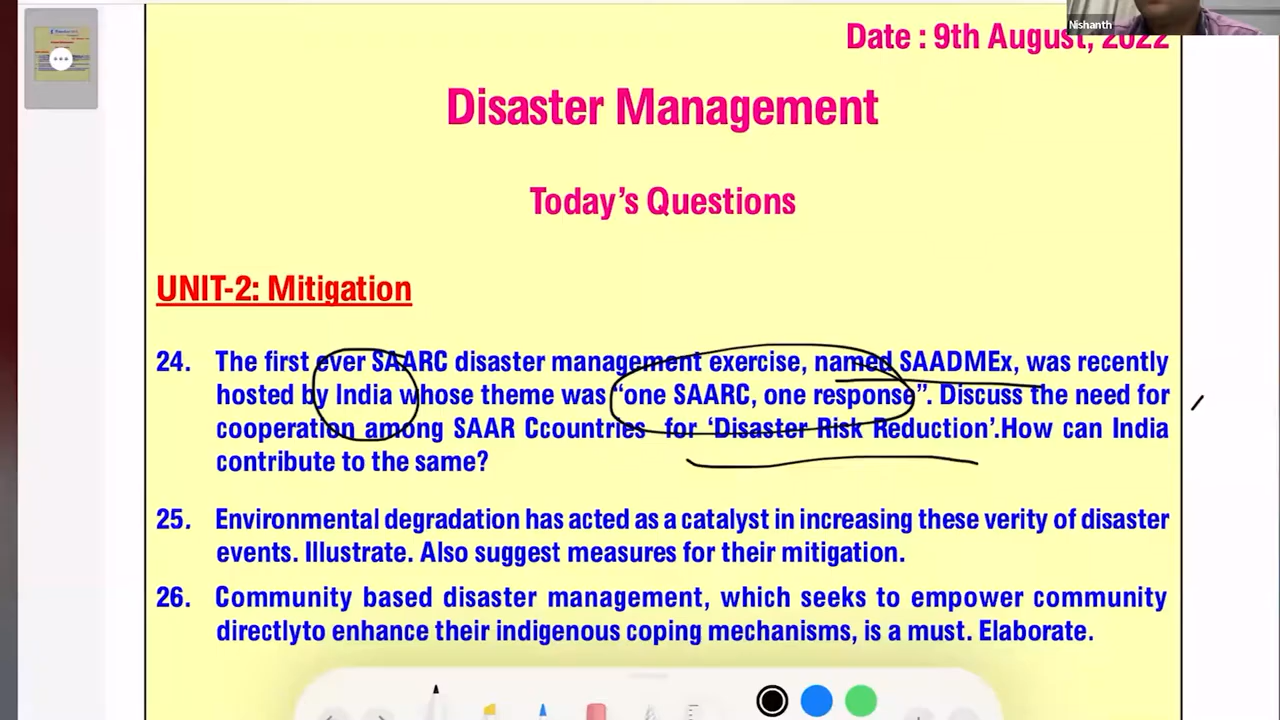 Nishanth
Date : 9th August, 2022
Disaster Management
Today's Questions
UNIT-2: Mitigation
24. The first ever SAARC disaster management exercise, named SAADMEx, was recently
hosted by India whose theme was “one SAARC, one response”. Discuss the need for
cooperation among SAAR Ccountries for ‘Disaster Risk Reduction’.How can India
contribute to the same?
25. Environmental degradation has acted as a catalyst in increasing these verity of disaster
events. Illustrate. Also suggest measures for their mitigation.
26. Community based disaster management, which seeks to empower community
directlyto enhance their indigenous coping mechanisms, is a must. Elaborate.